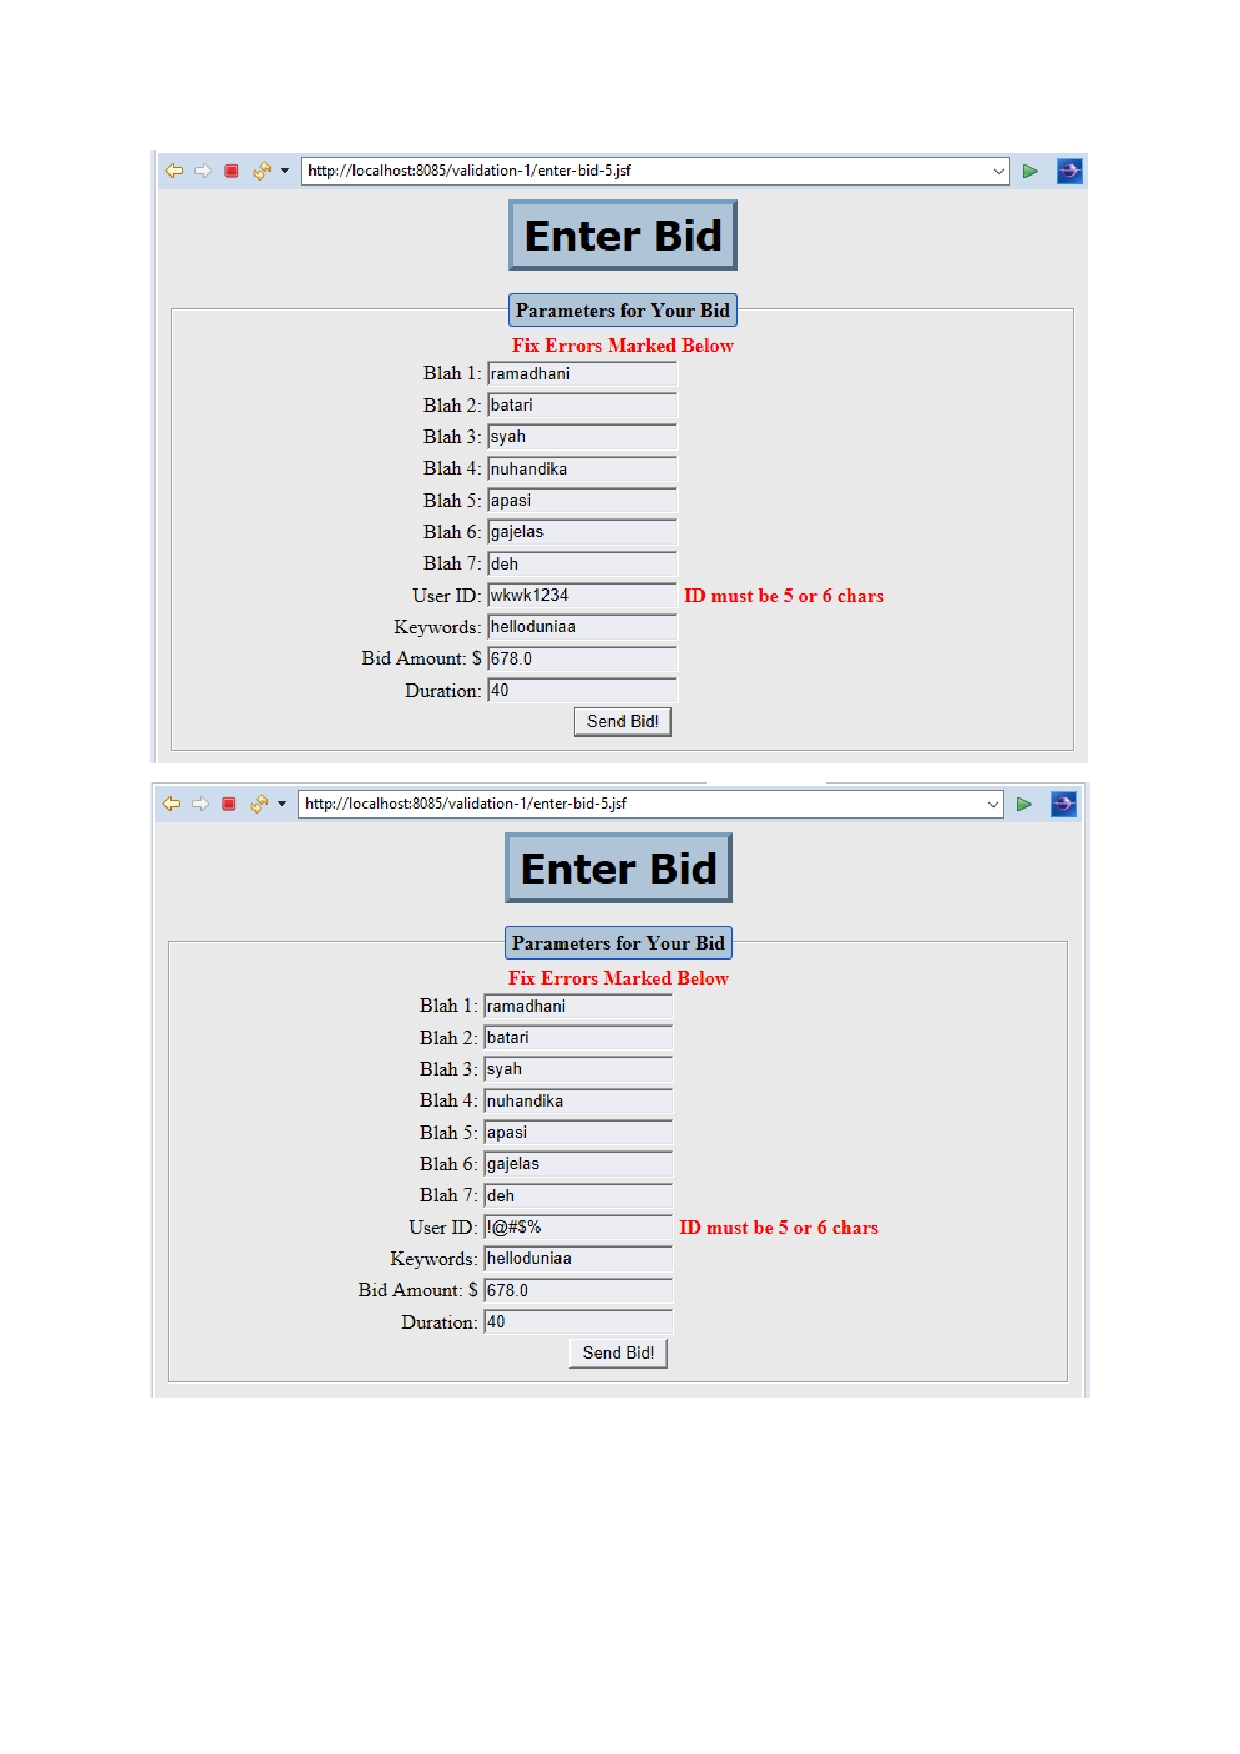 http://localhost:8085/validation-1/enter-bid-5.jsf
Enter Bid
Parameters for Your Bid
Fix Errors Marked Below
Blah 1: ramadhani
Blah 2: batari
Blah 3: syah
Blah 4: nuhandika
Blah 5: apasi
Blah 6: gajelas
Blah 7: deh
User ID: wkwk1234 ID must be 5 or 6 chars
Keywords: helloduniaa
Bid Amount: $ 678.0
Duration: 40
Send Bid!
http://localhost:8085/validation-1/enter-bid-5.jsf
Enter Bid
Parameters for Your Bid
Fix Errors Marked Below
Blah 1: ramadhani
Blah 2: batari
Blah 3: syah
Blah 4: nuhandika
Blah 5: apasi
Blah 6: gajelas
Blah 7: deh
User ID: !@#$% ID must be 5 or 6 chars
Keywords: helloduniaa
Bid Amount: $ 678.0
Duration: 40
Send Bid!